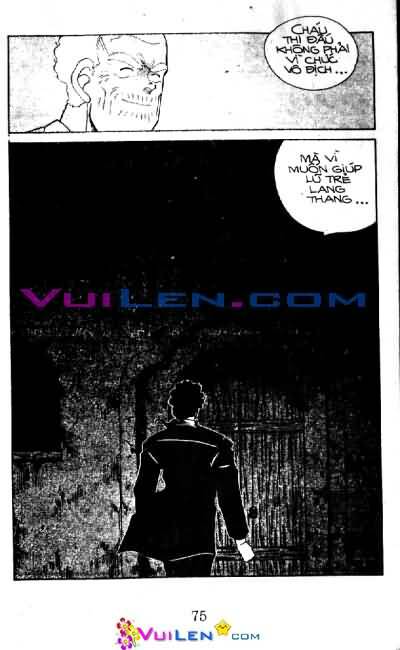 CHÁU
THI ĐẤU
KHÔNG PHẢI
VÌ CHỨC
VÔ ĐỊCH...
MÀ VÌ
MUỐN GIÚP
LŨ TRẺ
LANG
THANG...
VUILEN.COM
75
VUILEN.COM